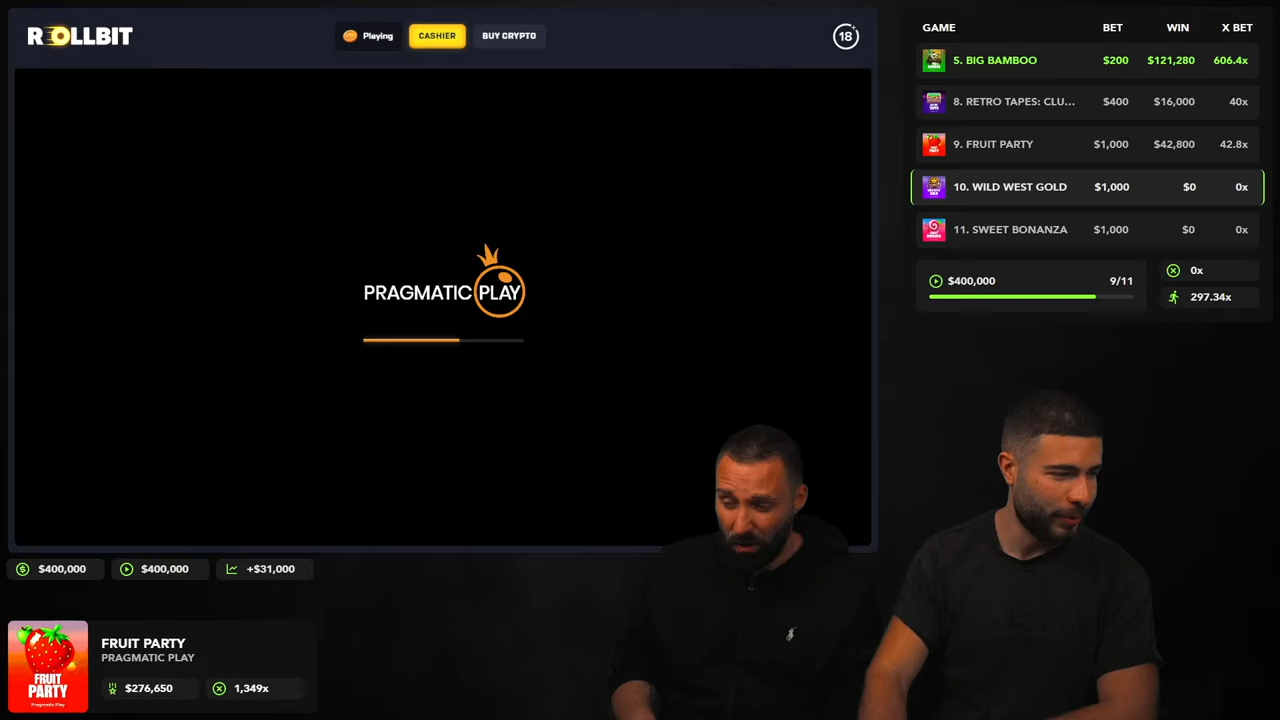 ROLLBIT
Playing
CASHIER
BUY CRYPTO
18+
PRAGMATIC PLAY
GAME BET WIN X BET
5. BIG BAMBOO $200 $121,280 606.4x
8. RETRO TAPES: CLU... $400 $16,000 40x
9. FRUIT PARTY $1,000 $42,800 42.8x
10. WILD WEST GOLD $1,000 $0 0x
11. SWEET BONANZA $1,000 $0 0x
$400,000 9/11
0x
297.34x
$400,000
$400,000
+$31,000
FRUIT PARTY
Pragmatic Play
FRUIT PARTY
PRAGMATIC PLAY
$276,650
1,349x